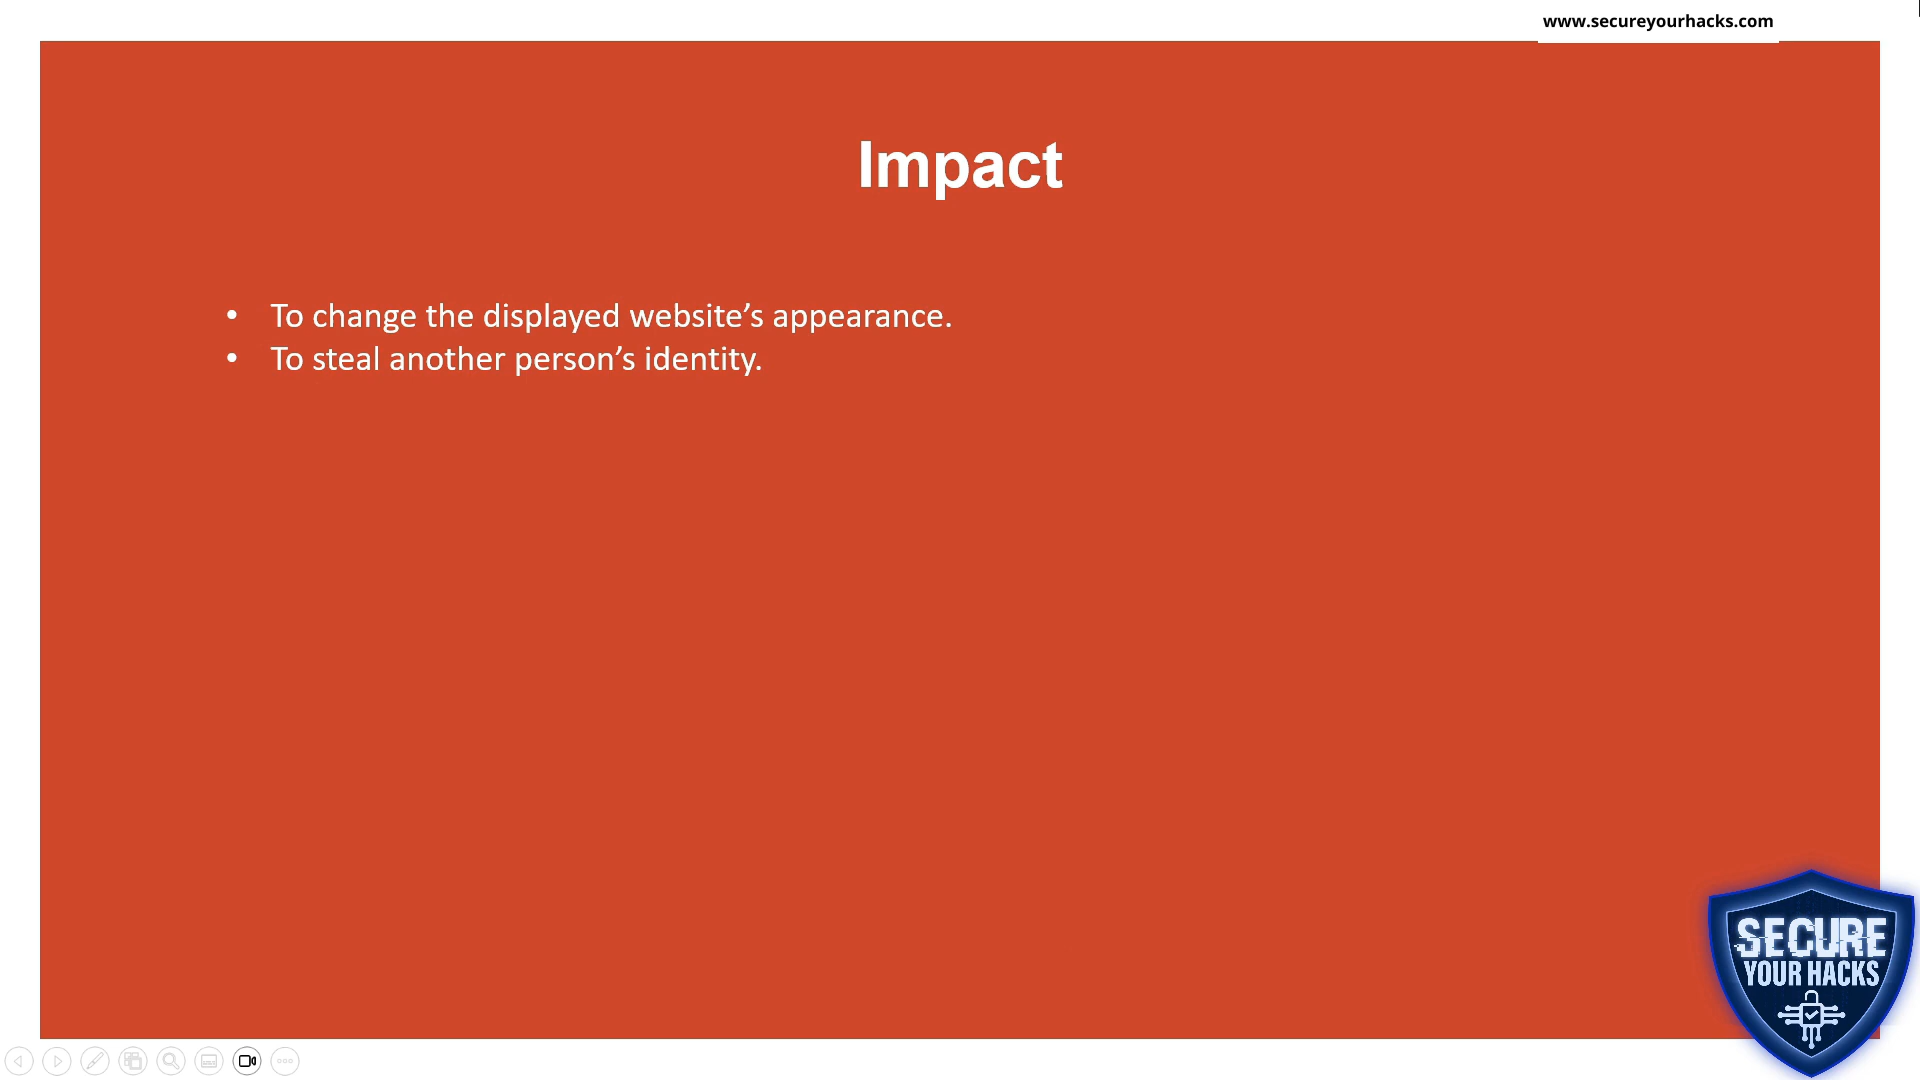 www.secureyourhacks.com
Impact
• To change the displayed website’s appearance.
• To steal another person’s identity.
SECURE
YOUR HACKS